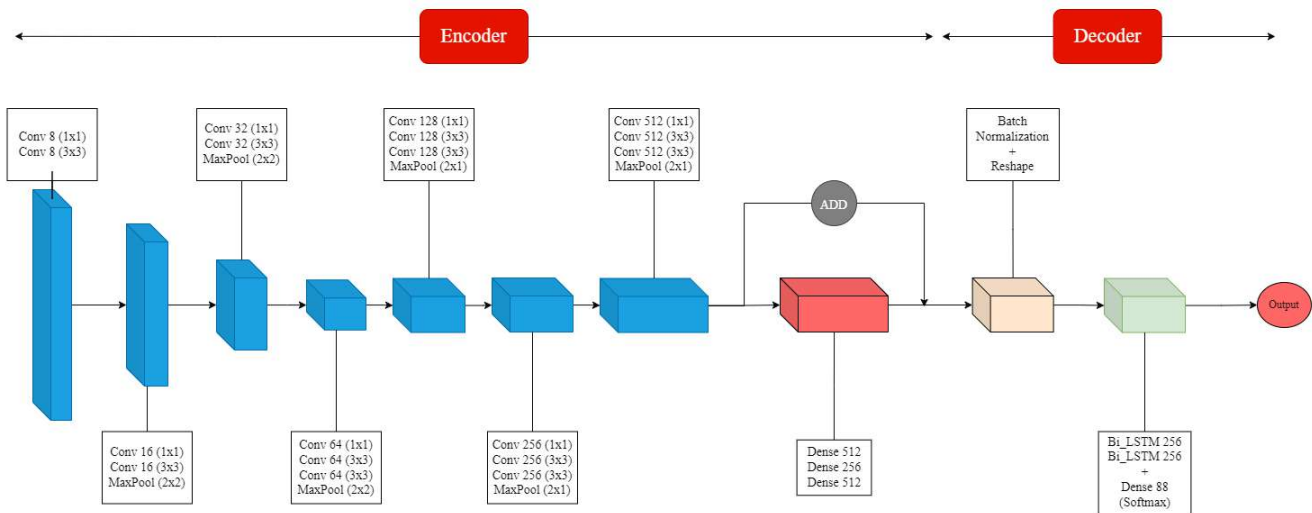 Encoder
Decoder
Conv 8 (1x1)
Conv 8 (3x3)
Conv 32 (1x1)
Conv 32 (3x3)
MaxPool (2x2)
Conv 128 (1x1)
Conv 128 (3x3)
Conv 128 (3x3)
MaxPool (2x1)
Conv 512 (1x1)
Conv 512 (3x3)
Conv 512 (3x3)
MaxPool (2x1)
Batch
Normalization
+
Reshape
ADD
Output
Conv 16 (1x1)
Conv 16 (3x3)
MaxPool (2x2)
Conv 64 (1x1)
Conv 64 (3x3)
Conv 64 (3x3)
MaxPool (2x2)
Conv 256 (1x1)
Conv 256 (3x3)
Conv 256 (3x3)
MaxPool (2x1)
Dense 512
Dense 256
Dense 512
Bi_LSTM 256
Bi_LSTM 256
+
Dense 88
(Softmax)